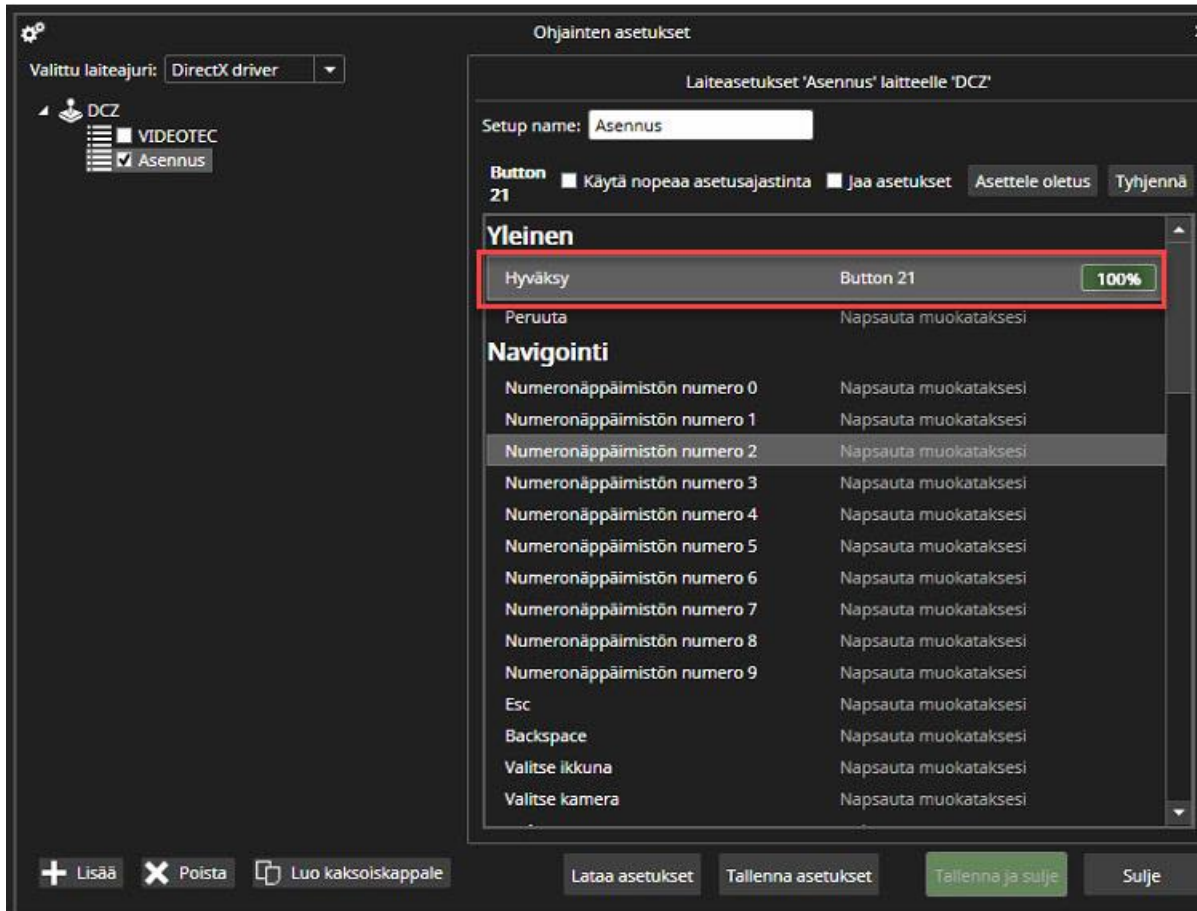 Ohjainten asetukset
Valittu laiteajuri: DirectX driver
DCZ
VIDEOTEC
Asennus
Laiteasetukset 'Asennus' laitteelle 'DCZ'
Setup name: Asennus
Button 21 Käytä nopeaa asetusajastinta Jaa asetukset Asettele oletus Tyhjennä
Yleinen
Hyväksy Button 21 100%
Peruuta Napsauta muokataksesi
Navigointi
Numeronäppäimistön numero 0 Napsauta muokataksesi
Numeronäppäimistön numero 1 Napsauta muokataksesi
Numeronäppäimistön numero 2 Napsauta muokataksesi
Numeronäppäimistön numero 3 Napsauta muokataksesi
Numeronäppäimistön numero 4 Napsauta muokataksesi
Numeronäppäimistön numero 5 Napsauta muokataksesi
Numeronäppäimistön numero 6 Napsauta muokataksesi
Numeronäppäimistön numero 7 Napsauta muokataksesi
Numeronäppäimistön numero 8 Napsauta muokataksesi
Numeronäppäimistön numero 9 Napsauta muokataksesi
Esc Napsauta muokataksesi
Backspace Napsauta muokataksesi
Valitse ikkuna Napsauta muokataksesi
Valitse kamera Napsauta muokataksesi
Lisää Poista Luo kaksoiskappale Lataa asetukset Tallenna asetukset Tallenna ja sulje Sulje